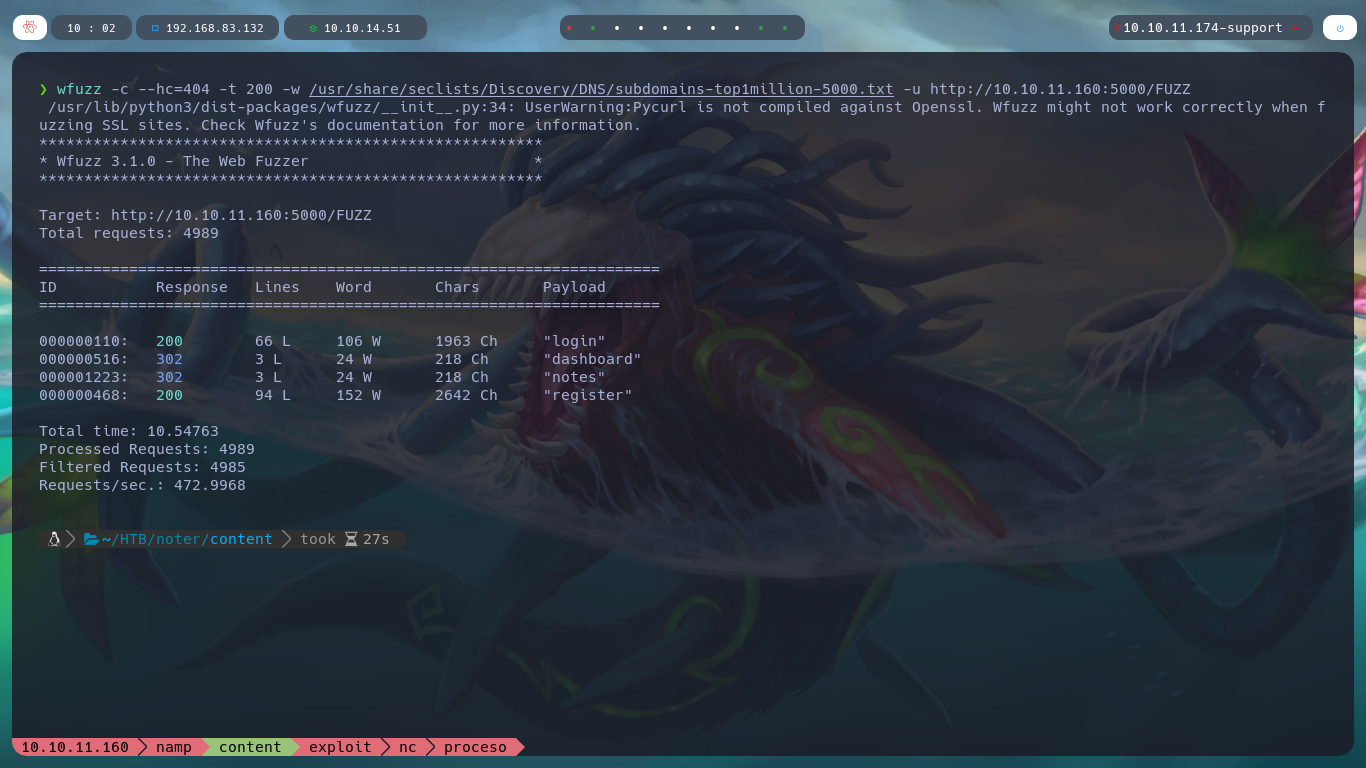 10 : 02
192.168.83.132
10.10.14.51
10.10.11.174-support
❯ wfuzz -c --hc=404 -t 200 -w /usr/share/seclists/Discovery/DNS/subdomains-top1million-5000.txt -u http://10.10.11.160:5000/FUZZ
/usr/lib/python3/dist-packages/wfuzz/__init__.py:34: UserWarning:Pycurl is not compiled against Openssl. Wfuzz might not work correctly when f
uzzing SSL sites. Check Wfuzz's documentation for more information.
********************************************************
* Wfuzz 3.1.0 - The Web Fuzzer                         *
********************************************************
Target: http://10.10.11.160:5000/FUZZ
Total requests: 4989
=====================================================================
ID           Response   Lines    Word       Chars       Payload
=====================================================================
000000110:   200        66 L     106 W      1963 Ch     "login"
000000516:   302        3 L      24 W       218 Ch      "dashboard"
000001223:   302        3 L      24 W       218 Ch      "notes"
000000468:   200        94 L     152 W      2642 Ch     "register"
Total time: 10.54763
Processed Requests: 4989
Filtered Requests: 4985
Requests/sec.: 472.9968
~/HTB/noter/content took 27s
10.10.11.160 namp content exploit nc proceso